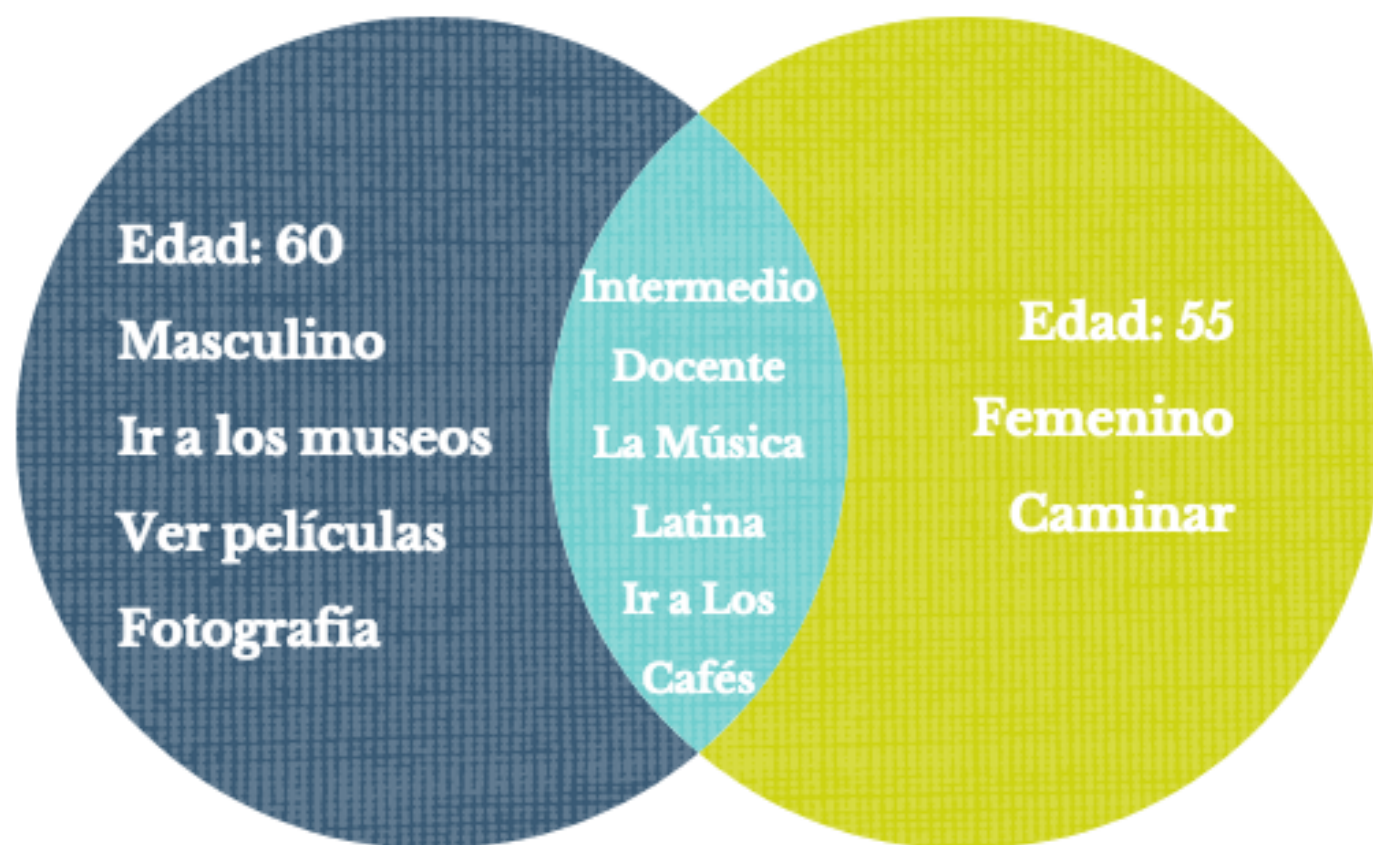 Edad: 60
Masculino
Ir a los museos
Ver películas
Fotografía
Intermedio
Docente
La Música
Latina
Ir a Los
Cafés
Edad: 55
Femenino
Caminar